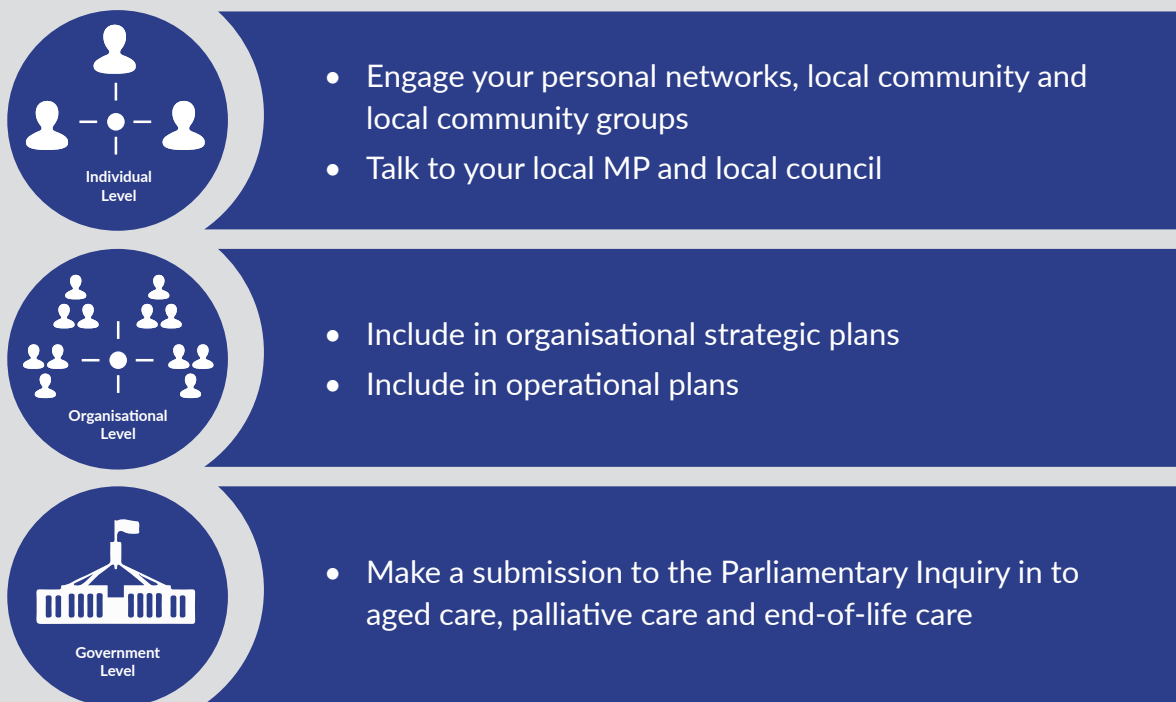 Individual
Level
• Engage your personal networks, local community and
local community groups
• Talk to your local MP and local council
Organisational
Level
• Include in organisational strategic plans
• Include in operational plans
Government
Level
• Make a submission to the Parliamentary Inquiry in to
aged care, palliative care and end-of-life care